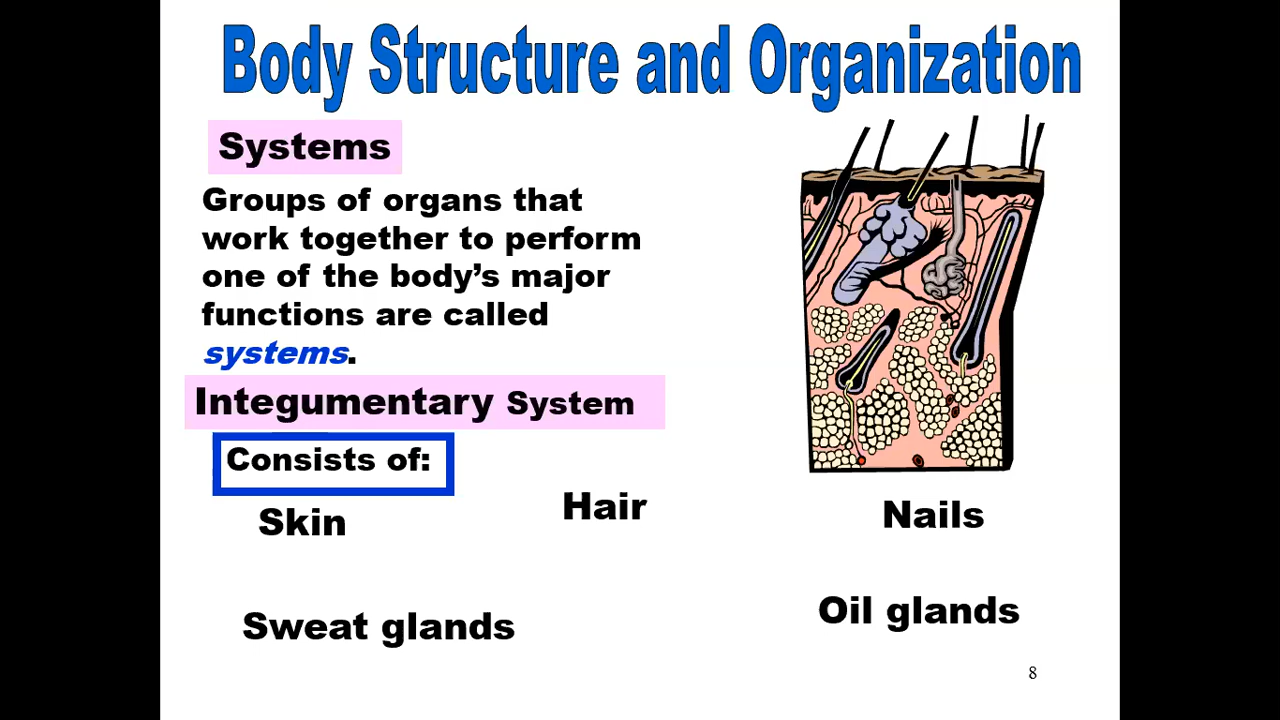 Body Structure and Organization
Systems
Groups of organs that
work together to perform
one of the body's major
functions are called
systems.
Integumentary System
Consists of:
Skin
Hair
Nails
Sweat glands
Oil glands
8